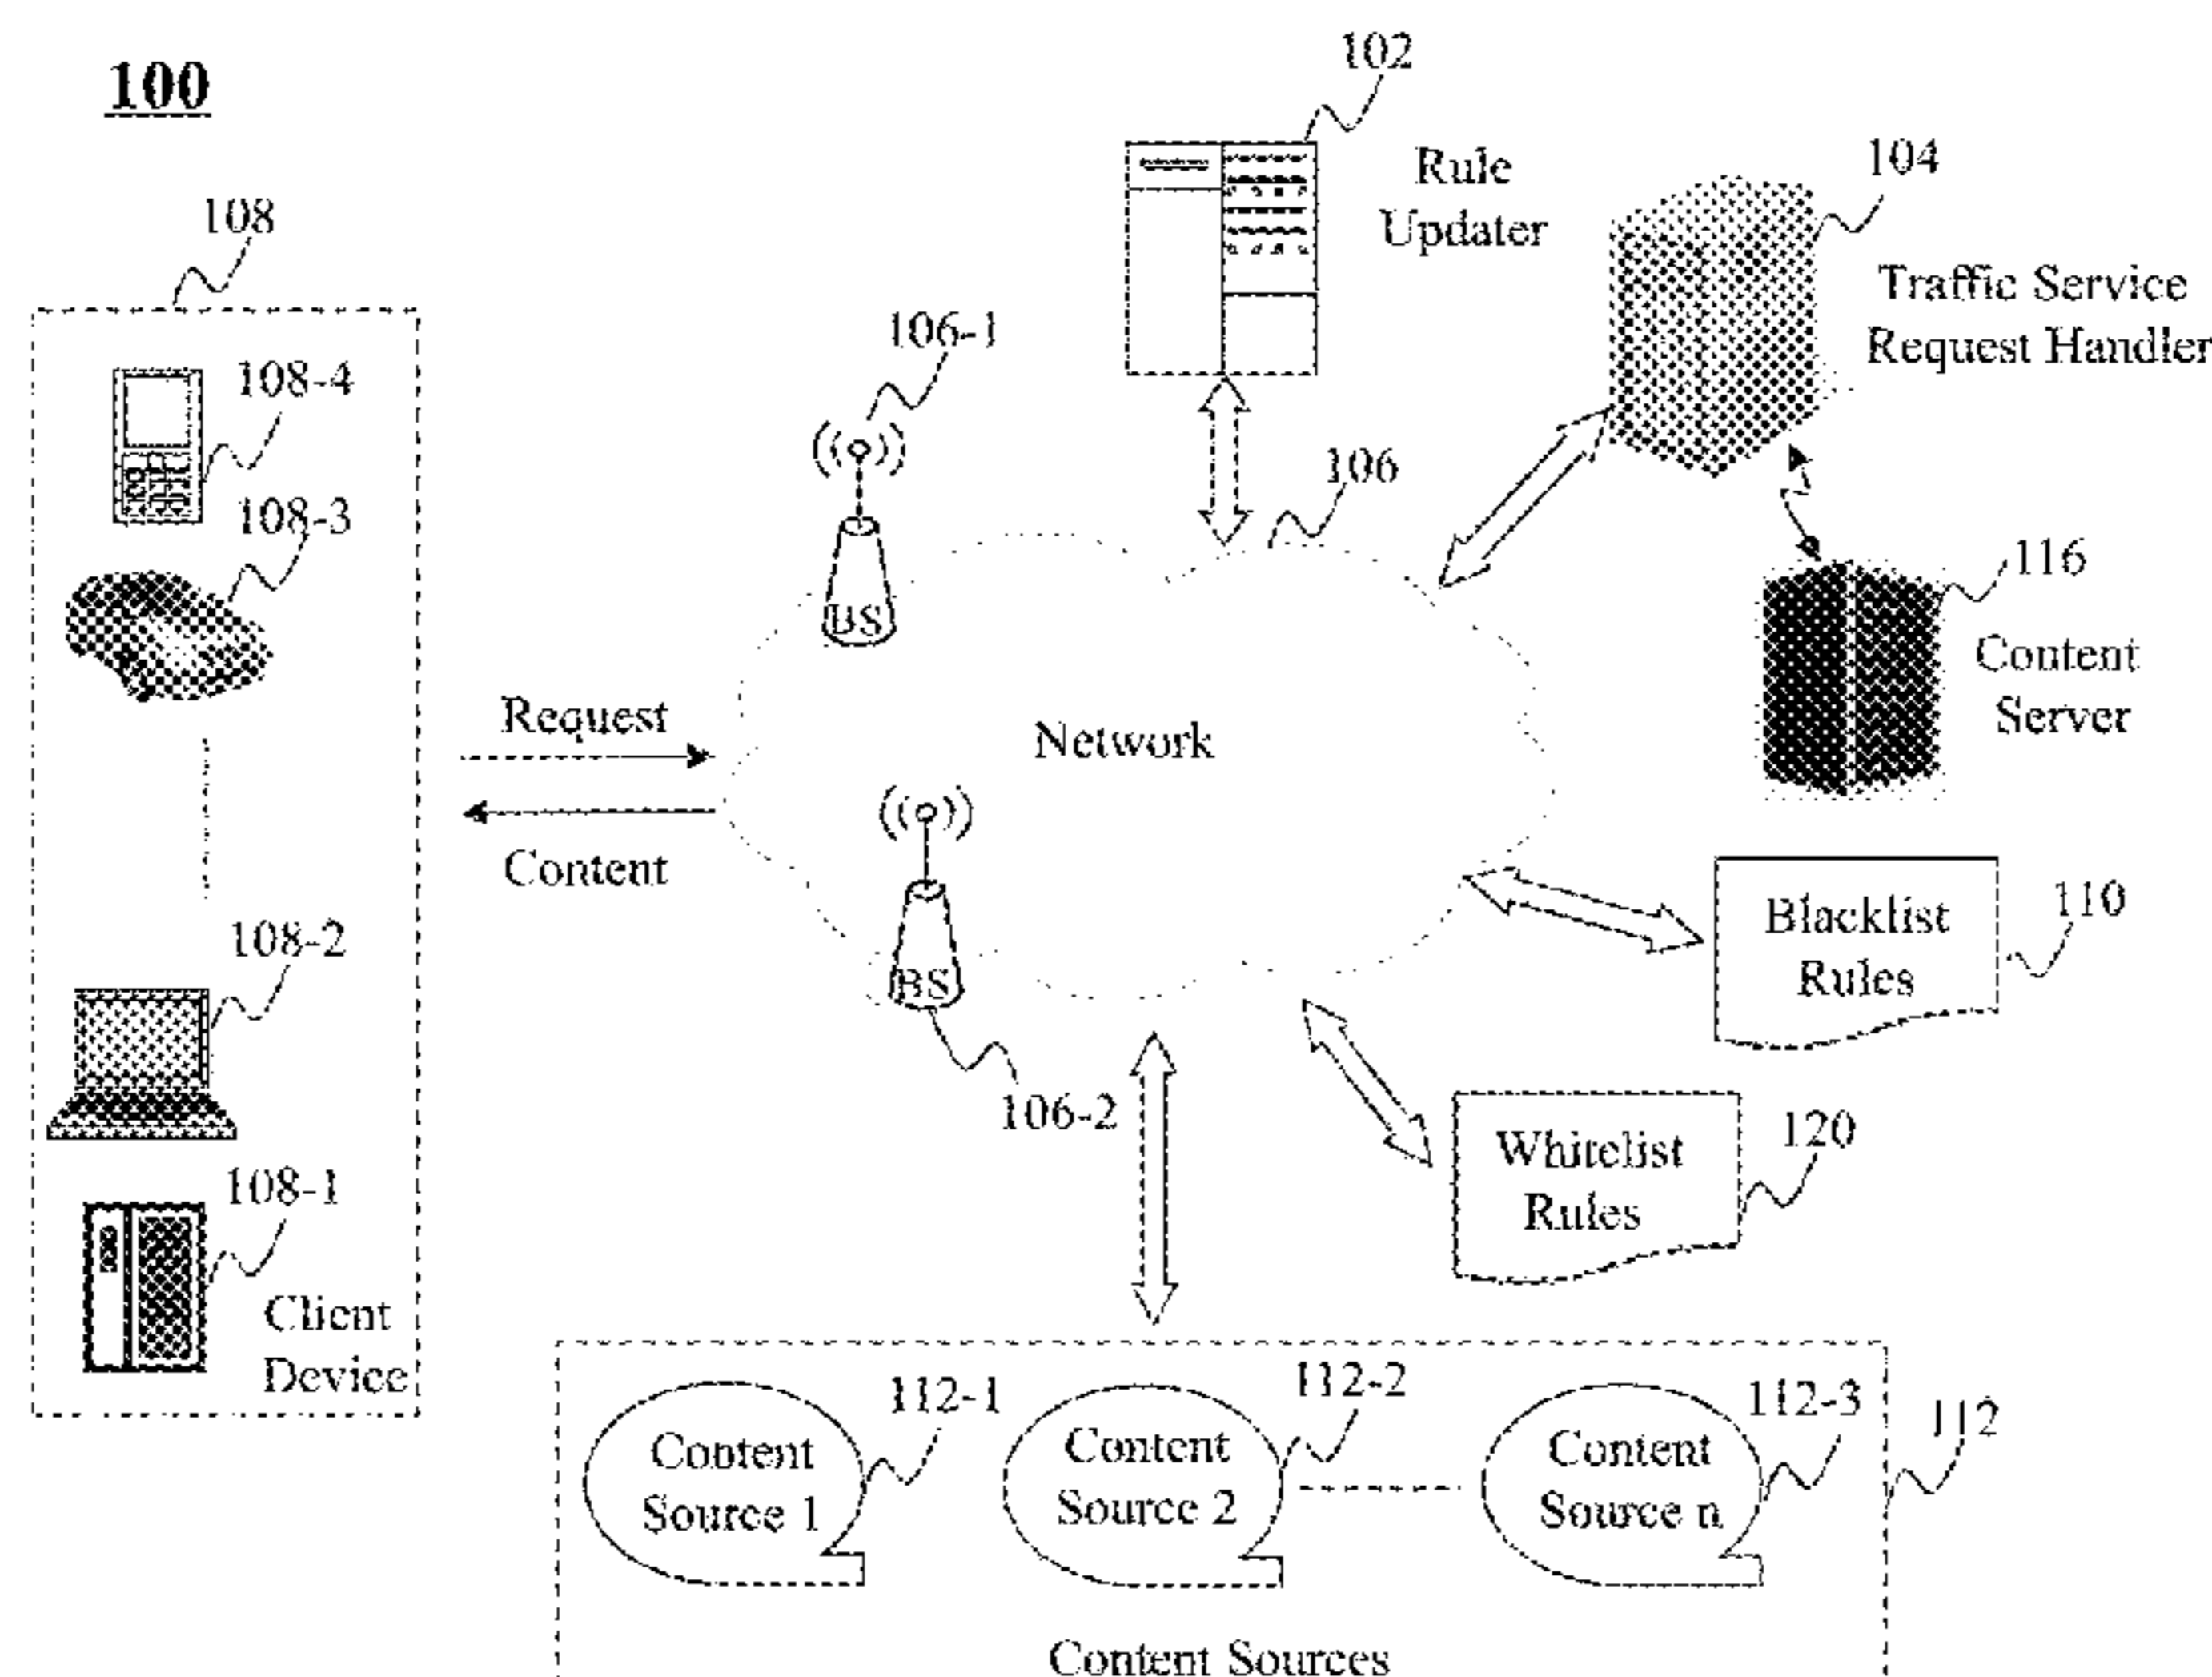 100
102
Rule
Updater
104
Traffic Service
Request Handler
108
108-4
108-3
108-2
108-1
Client
Device
106-1
BS
106
Network
Request
Content
BS
106-2
116
Content
Server
Blacklist
Rules
110
Whitelist
Rules
120
Content
Source 1
112-1
Content
Source 2
112-2
Content
Source n
112-3
112
Content Sources